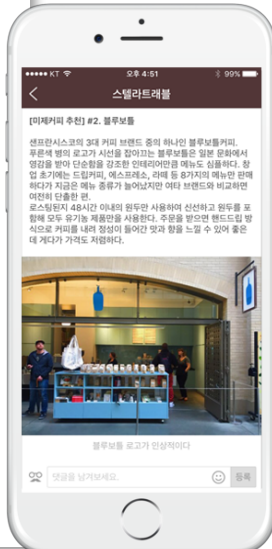 KT 오후 4:51 99%
스텔라트래블
[미제커피 추천] #2. 블루보틀
샌프란시스코의 3대 커피 브랜드 중의 하나인 블루보틀커피.
푸른색 병의 로고가 시선을 잡아끄는 블루보틀은 일본 문화에서
영감을 받아 단순함을 강조한 인테리어만큼 메뉴도 심플하다. 창
업 초기에는 드립커피, 에스프레소, 라떼 등 8가지의 메뉴만 판매
하다가 지금은 메뉴 종류가 늘어났지만 여타 브랜드와 비교하면
여전히 단출한 편.
로스팅된지 48시간 이내의 원두만 사용하여 신선하고 원두를 포
함해 모두 유기농 제품만을 사용한다. 주문을 받으면 핸드드립 방
식으로 커피를 내려 정성이 들어간 맛과 향을 느낄 수 있어 좋은
데 게다가 가격도 저렴하다.
블루보틀 로고가 인상적이다
댓글을 남겨보세요. 등록